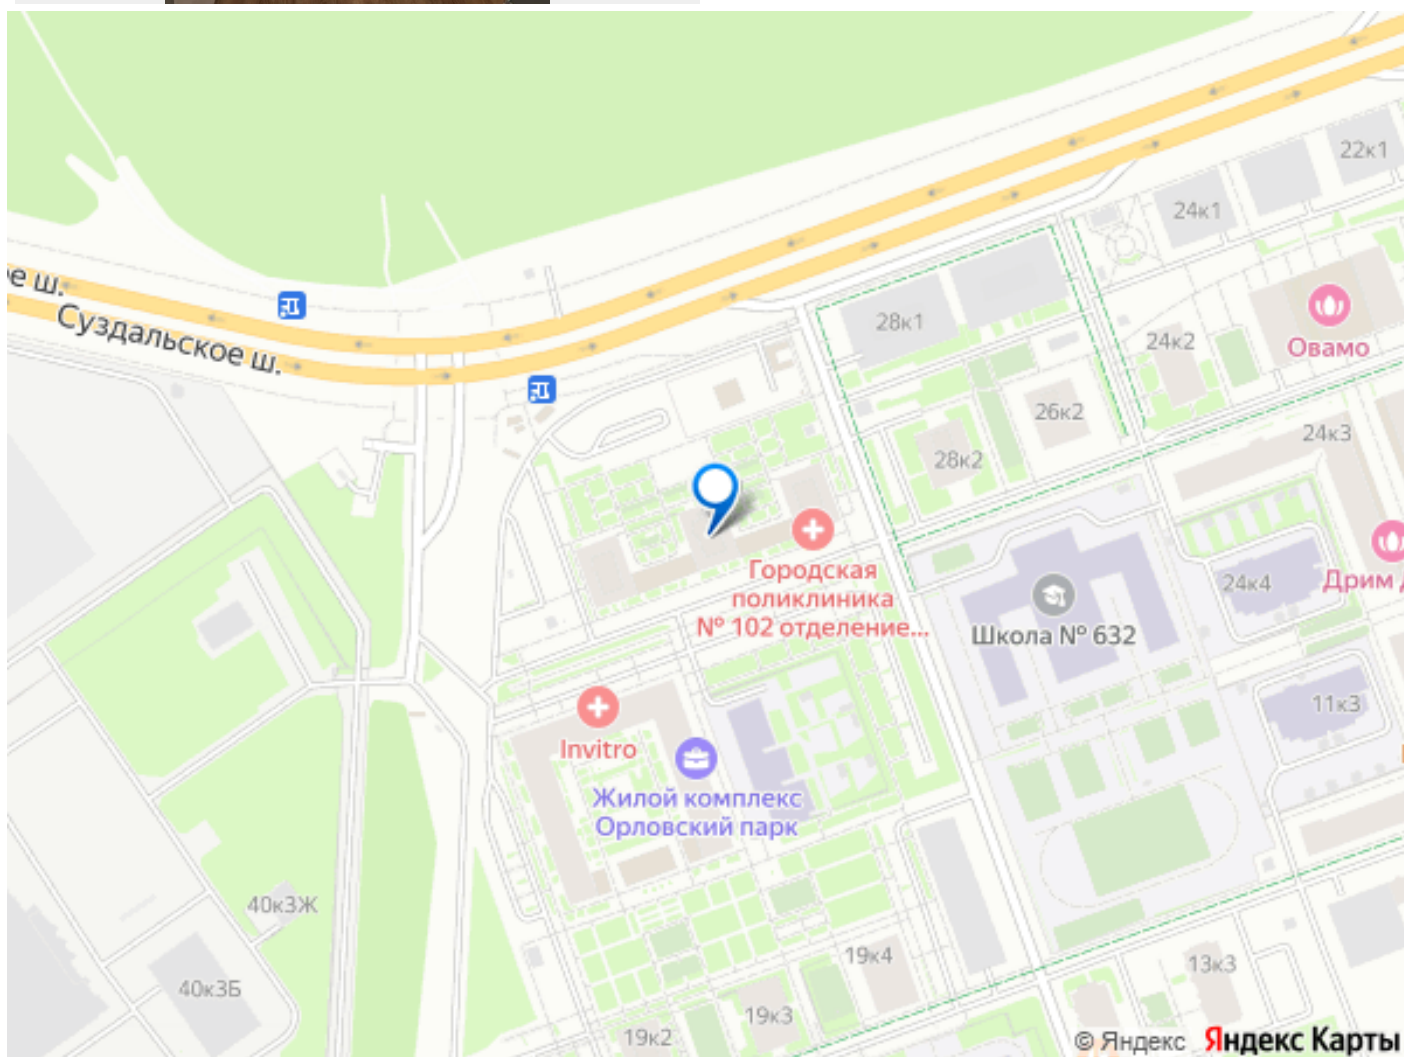 22к1
24к1
ое ш.
Суздальское ш.
28к1
24к2
Овамо
26к2
24к3
28к2
Городская
поликлиника
№ 102 отделение...
24к4
Дрим д
Школа № 632
11к3
Invitro
Жилой комплекс
Орловский парк
40к3Ж
19к4
13к3
40к3Б
19к3
19к2
© Яндекс Яндекс Карты